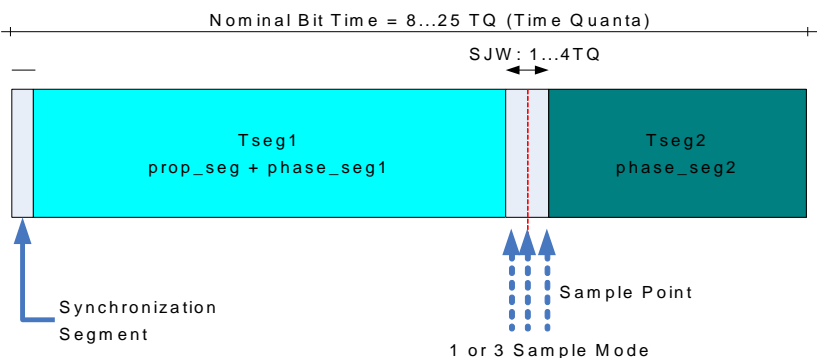 Nominal Bit Time = 8...25 TQ (Time Quanta)
SJW: 1...4TQ
Tseg1
prop_seg + phase_seg1
Tseg2
phase_seg2
Sample Point
Synchronization
Segment
1 or 3 Sample Mode